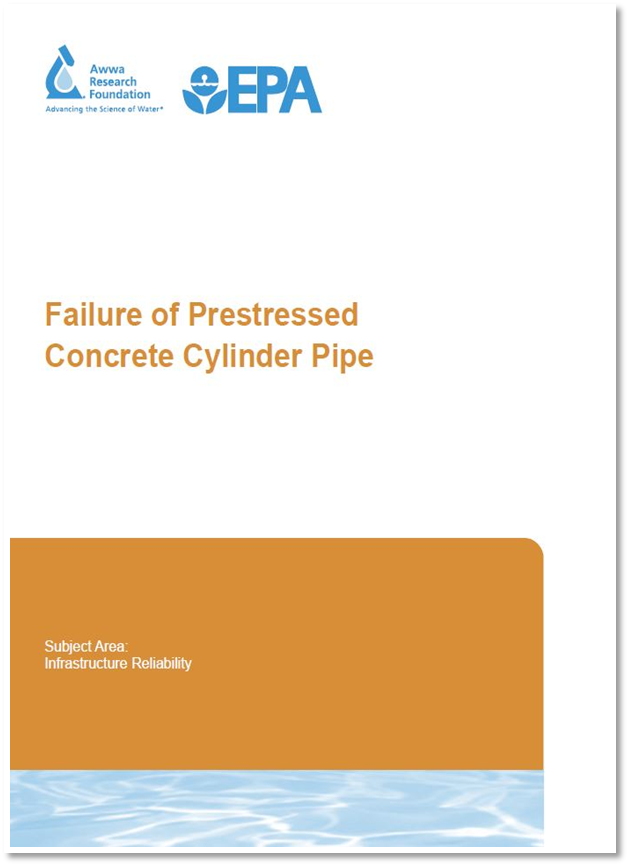 Awwa
Research
Foundation
Advancing the Science of Water®
EPA
Failure of Prestressed
Concrete Cylinder Pipe
Subject Area:
Infrastructure Reliability